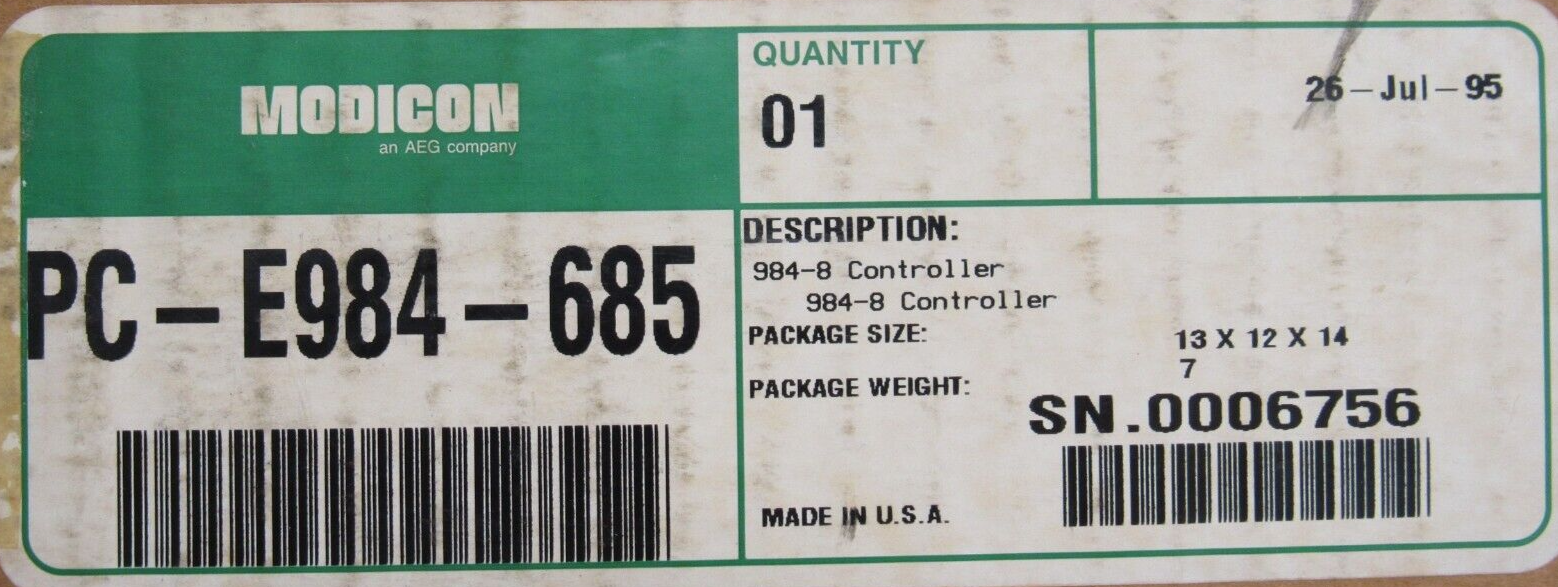 MODICON
an AEG company
QUANTITY
01
26-Jul-95
PC-E984-685
DESCRIPTION:
984-8 Controller
984-8 Controller
PACKAGE SIZE: 13 X 12 X 14
7
PACKAGE WEIGHT:
SN.0006756
MADE IN U.S.A.